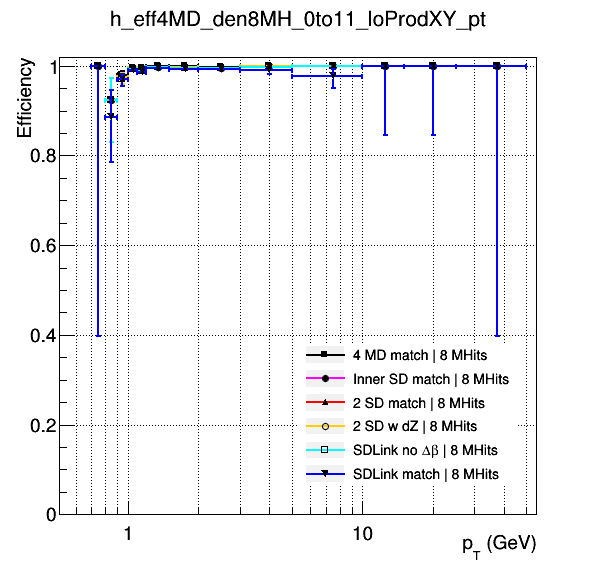 h_eff4MD_den8MH_0to11_loProdXY_pt
Efficiency
1
0.8
0.6
0.4
0.2
0
4 MD match | 8 MHits
Inner SD match | 8 MHits
2 SD match | 8 MHits
2 SD w dZ | 8 MHits
SDLink no Δβ | 8 MHits
SDLink match | 8 MHits
1 10
pT (GeV)